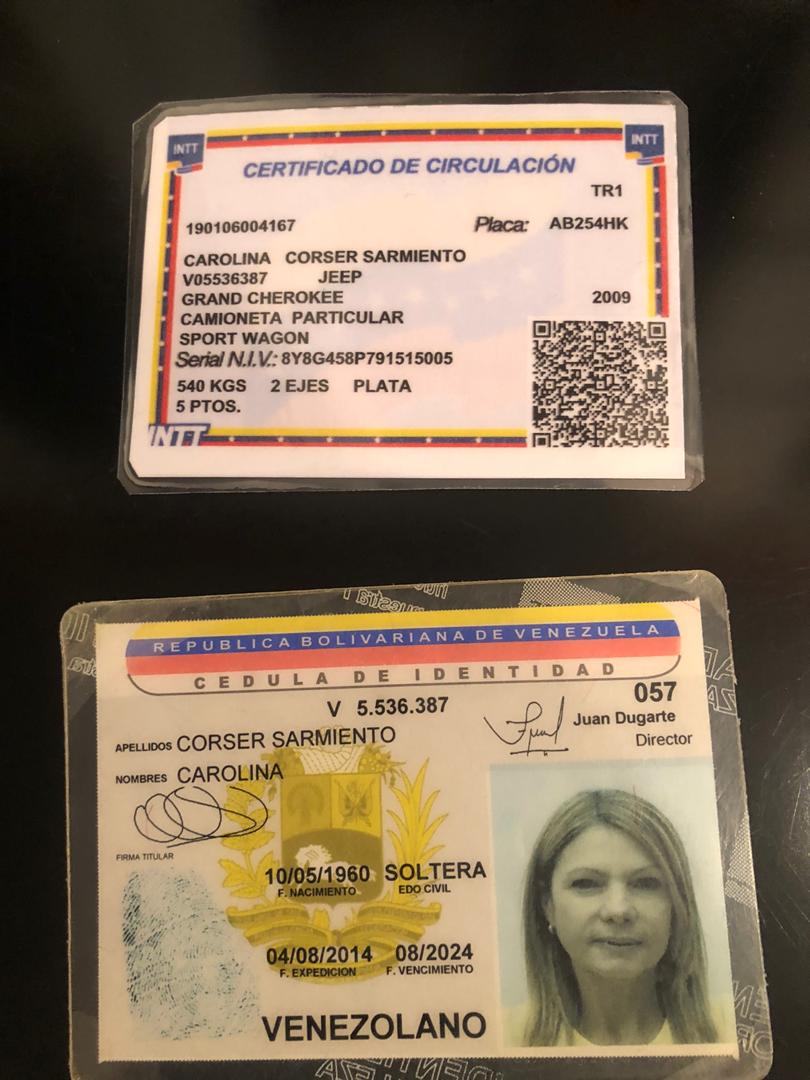 INTT INTT
CERTIFICADO DE CIRCULACIÓN
TR1
190106004167 Placa: AB254HK
CAROLINA CORSER SARMIENTO
V05536387 JEEP
GRAND CHEROKEE 2009
CAMIONETA PARTICULAR
SPORT WAGON
Serial N.I.V.: 8Y8G458P791515005
540 KGS 2 EJES PLATA
5 PTOS.
INTT
REPUBLICA BOLIVARIANA DE VENEZUELA
CEDULA DE IDENTIDAD
V 5.536.387 057
Juan Dugarte
Director
APELLIDOS CORSER SARMIENTO
NOMBRES CAROLINA
FIRMA TITULAR
10/05/1960 SOLTERA
F. NACIMIENTO EDO CIVIL
04/08/2014 08/2024
F. EXPEDICION F. VENCIMIENTO
VENEZOLANO